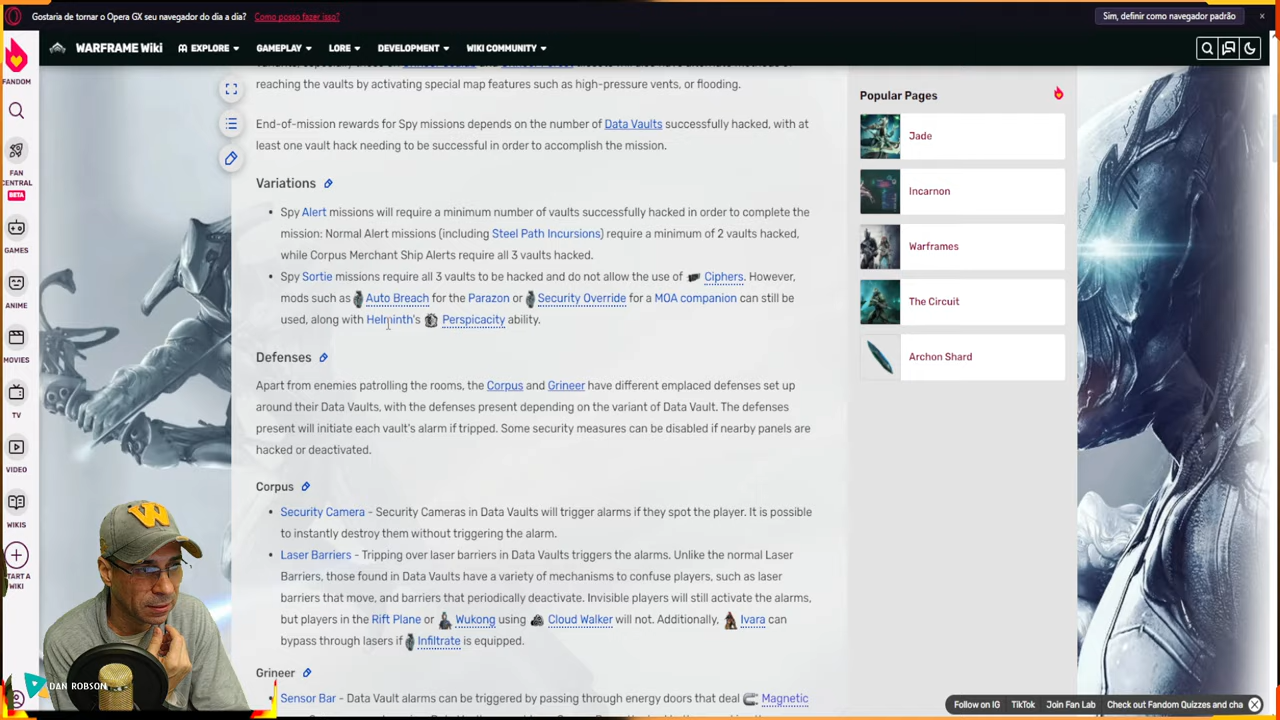 Gostaria de tornar o Opera GX seu navegador do dia a dia?
Como posso fazer isso?
Sim, definir como navegador padrão
WARFRAME Wiki
EXPLORE
GAMEPLAY
LORE
DEVELOPMENT
WIKI COMMUNITY
FANDOM
FAN CENTRAL
BETA
GAMES
ANIME
MOVIES
TV
VIDEO
WIKIS
START A WIKI
reaching the vaults by activating special map features such as high-pressure vents, or flooding.
End-of-mission rewards for Spy missions depends on the number of Data Vaults successfully hacked, with at
least one vault hack needing to be successful in order to accomplish the mission.
Variations
• Spy Alert missions will require a minimum number of vaults successfully hacked in order to complete the
mission: Normal Alert missions (including Steel Path Incursions) require a minimum of 2 vaults hacked,
while Corpus Merchant Ship Alerts require all 3 vaults hacked.
• Spy Sortie missions require all 3 vaults to be hacked and do not allow the use of Ciphers. However,
mods such as Auto Breach for the Parazon or Security Override for a MOA companion can still be
used, along with Helminth's Perspicacity ability.
Defenses
Apart from enemies patrolling the rooms, the Corpus and Grineer have different emplaced defenses set up
around their Data Vaults, with the defenses present depending on the variant of Data Vault. The defenses
present will initiate each vault's alarm if tripped. Some security measures can be disabled if nearby panels are
hacked or deactivated.
Corpus
• Security Camera - Security Cameras in Data Vaults will trigger alarms if they spot the player. It is possible
to instantly destroy them without triggering the alarm.
• Laser Barriers - Tripping over laser barriers in Data Vaults triggers the alarms. Unlike the normal Laser
Barriers, those found in Data Vaults have a variety of mechanisms to confuse players, such as laser
barriers that move, and barriers that periodically deactivate. Invisible players will still activate the alarms,
but players in the Rift Plane or Wukong using Cloud Walker will not. Additionally, Ivara can
bypass through lasers if Infiltrate is equipped.
Grineer
• Sensor Bar - Data Vault alarms can be triggered by passing through energy doors that deal Magnetic
Popular Pages
Jade
Incarnon
Warframes
The Circuit
Archon Shard
W
DAN ROBSON
Follow on IG
TikTok
Join Fan Lab
Check out Fandom Quizzes and cha